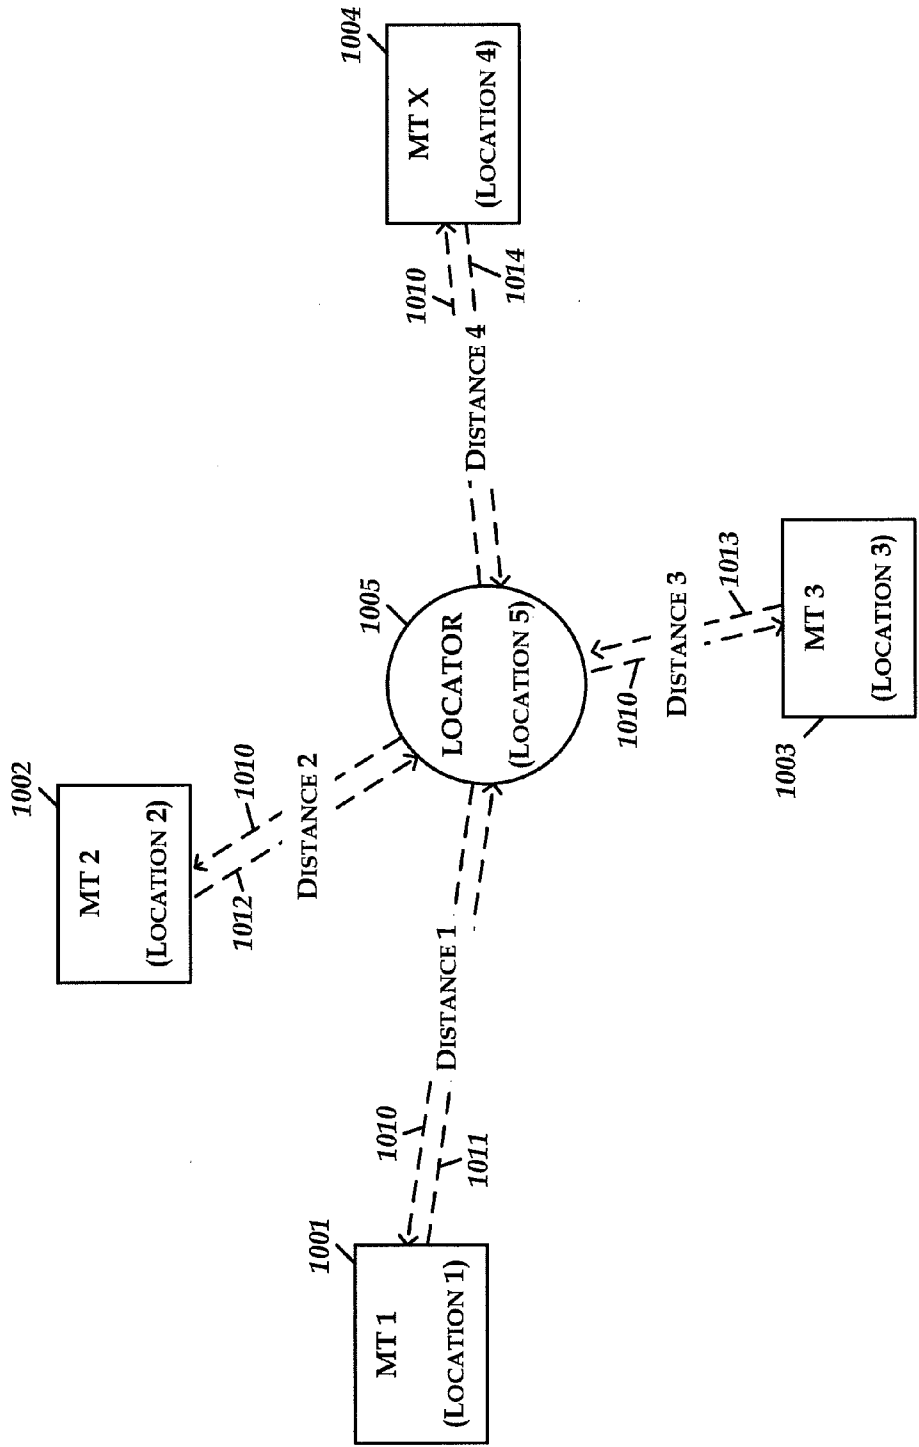 1002
MT 2
(LOCATION 2)
1010
1012
DISTANCE 2
1001
MT 1
(LOCATION 1)
1010
1011
DISTANCE 1
1005
LOCATOR
(LOCATION 5)
DISTANCE 4
1010
1014
1004
MT X
(LOCATION 4)
1010
DISTANCE 3
1013
1003
MT 3
(LOCATION 3)